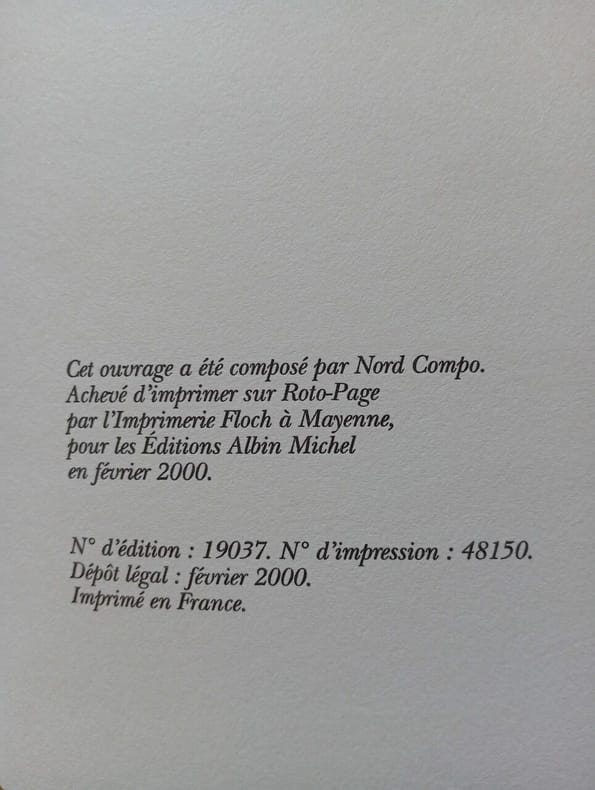 Cet ouvrage a été composé par Nord Compo.
Achevé d'imprimer sur Roto-Page
par l'Imprimerie Floch à Mayenne,
pour les Éditions Albin Michel
en février 2000.
N° d'édition : 19037. N° d'impression : 48150.
Dépôt légal : février 2000.
Imprimé en France.